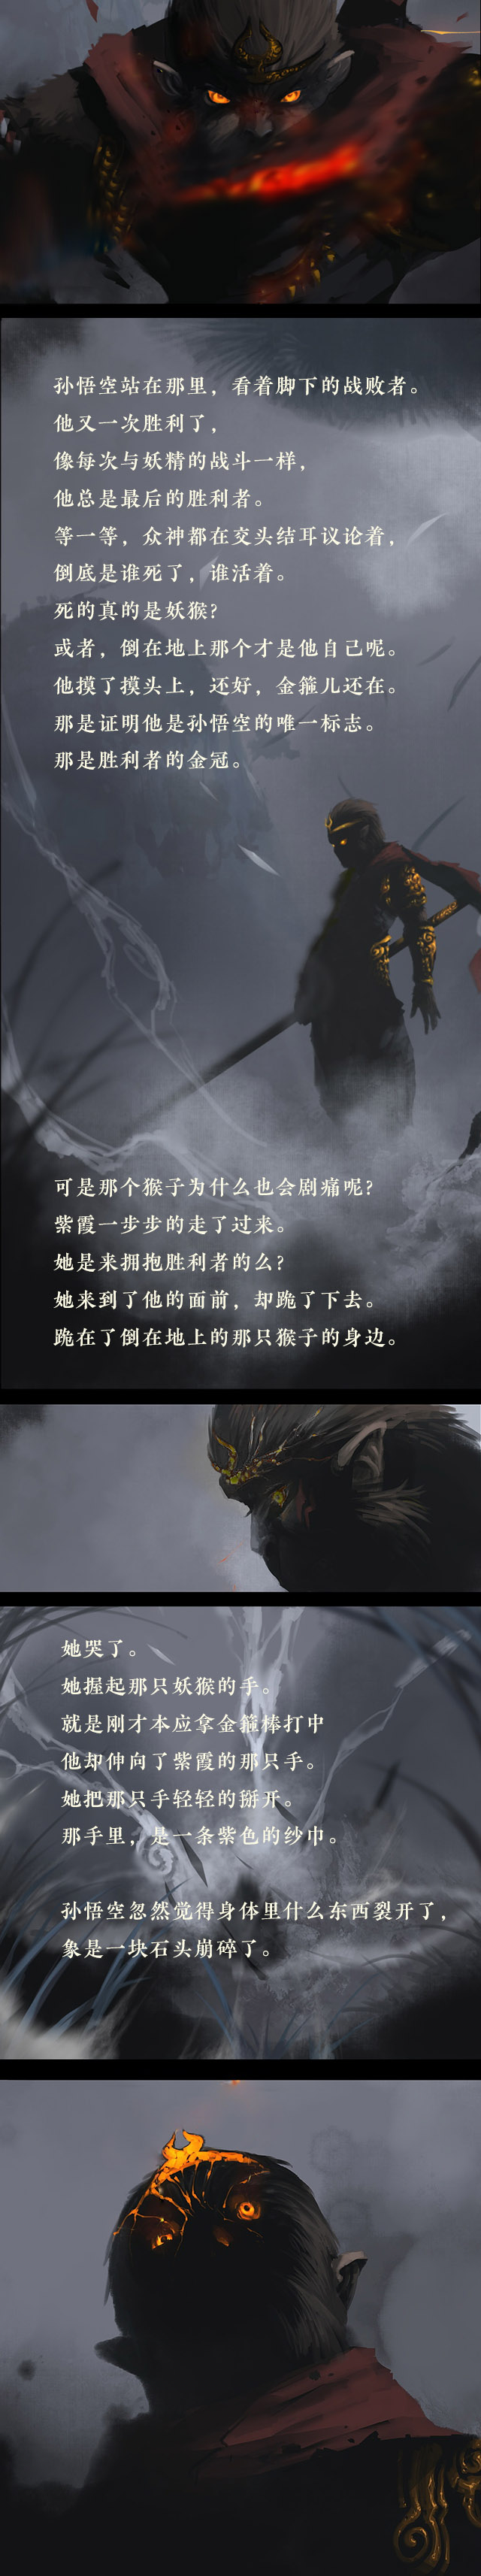 孙悟空站在那里，看着脚下的战败者。
他又一次胜利了，
像每次与妖精的战斗一样，
他总是最后的胜利者。
等一等，众神都在交头结耳议论着，
倒底是谁死了，谁活着。
死的真的是妖猴？
或者，倒在地上那个才是他自己呢。
他摸了摸头上，还好，金箍儿还在。
那是证明他是孙悟空的唯一标志。
那是胜利者的金冠。
可是那个猴子为什么也会剧痛呢？
紫霞一步步的走了过来。
她是来拥抱胜利者的么？
她来到了他的面前，却跪了下去。
跪在了倒在地上的那只猴子的身边。
她哭了。
她握起那只妖猴的手。
就是刚才本应拿金箍棒打中
他却伸向了紫霞的那只手。
她把那只手轻轻的掰开。
那手里，是一条紫色的纱巾。
孙悟空忽然觉得身体里什么东西裂开了，
象是一块石头崩碎了。